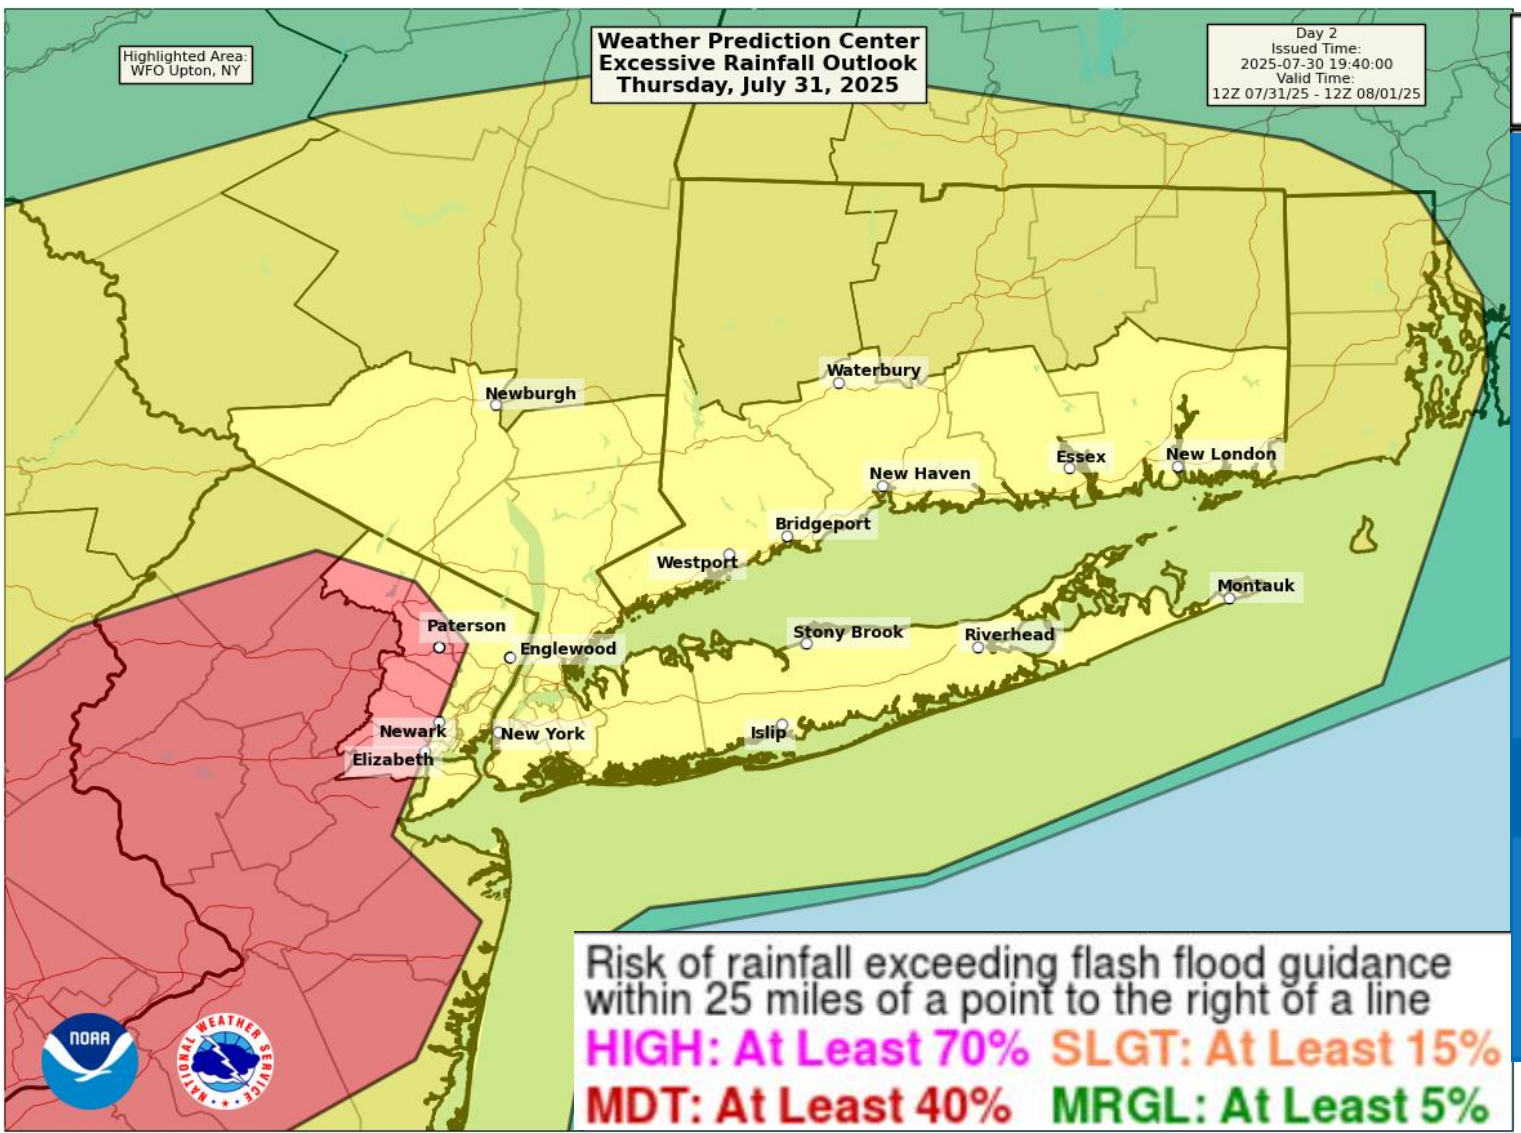 Highlighted Area:
WFO Upton, NY
Weather Prediction Center
Excessive Rainfall Outlook
Thursday, July 31, 2025
Day 2
Issued Time:
2025-07-30 19:40:00
Valid Time:
12Z 07/31/25 - 12Z 08/01/25
Waterbury
Newburgh
Essex
New London
New Haven
Bridgeport
Westport
Montauk
Paterson
Stony Brook
Riverhead
Englewood
Newark
New York
Islip
Elizabeth
Risk of rainfall exceeding flash flood guidance
within 25 miles of a point to the right of a line
HIGH: At Least 70% SLGT: At Least 15%
MDT: At Least 40% MRGL: At Least 5%
NOAA
NATIONAL WEATHER SERVICE